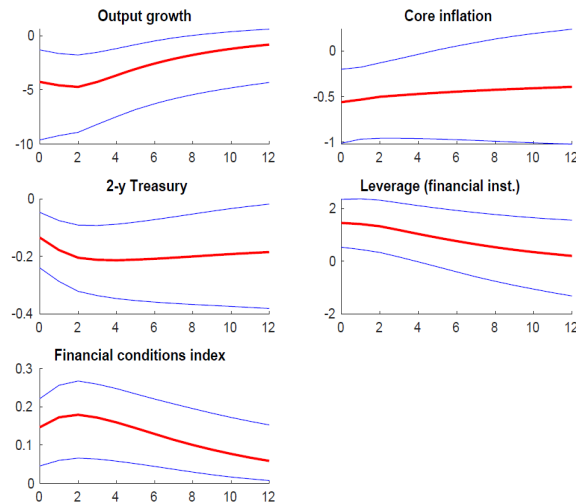 Output growth
0
-5
-10
0 2 4 6 8 10 12
Core inflation
0
-0.5
-1
0 2 4 6 8 10 12
2-y Treasury
0
-0.2
-0.4
0 2 4 6 8 10 12
Leverage (financial inst.)
2
0
-2
0 2 4 6 8 10 12
Financial conditions index
0.3
0.2
0.1
0
0 2 4 6 8 10 12